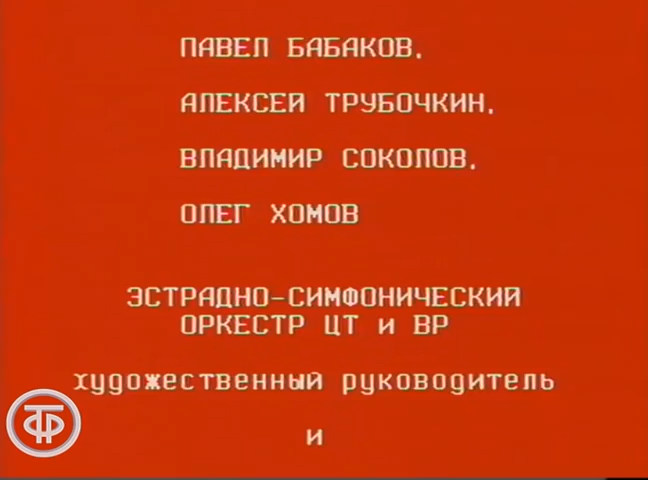 ПАВЕЛ БАБАКОВ,
АЛЕКСЕЙ ТРУБОЧКИН,
ВЛАДИМИР СОКОЛОВ,
ОЛЕГ ХОМОВ
ЭСТРАДНО-СИМФОНИЧЕСКИЙ
ОРКЕСТР ЦТ и ВР
художественный руководитель
и